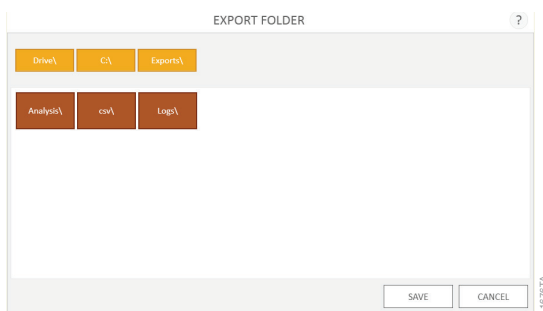 EXPORT FOLDER ?
Drive\ C:\ Exports\
Analysis\ csv\ Logs\
SAVE CANCEL